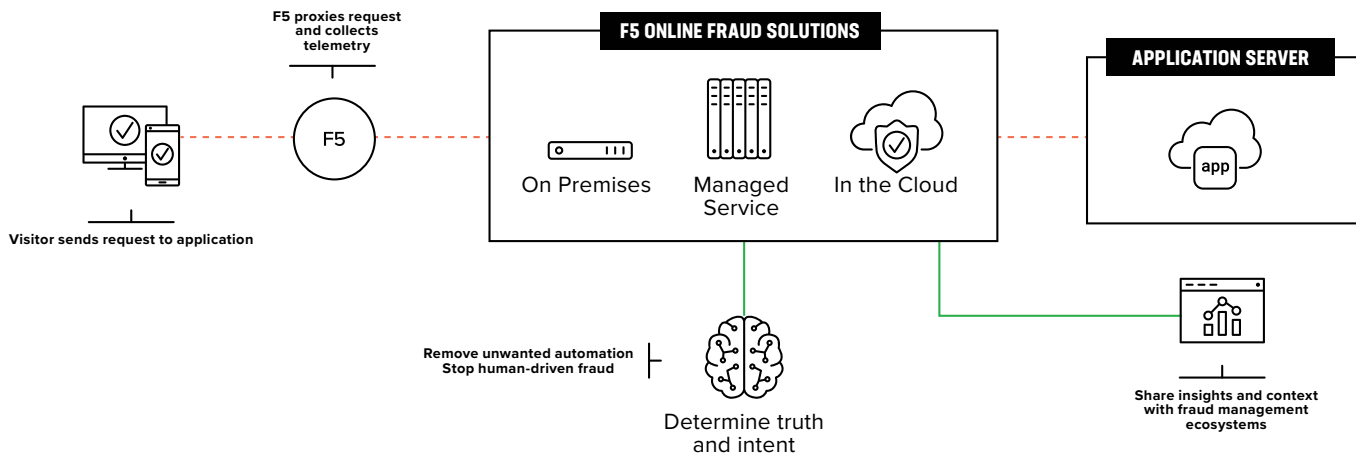 F5 proxies request
and collects
telemetry
F5 ONLINE FRAUD SOLUTIONS
APPLICATION SERVER
F5
On Premises
Managed
Service
In the Cloud
app
Visitor sends request to application
Remove unwanted automation
Stop human-driven fraud
Determine truth
and intent
Share insights and context
with fraud management
ecosystems